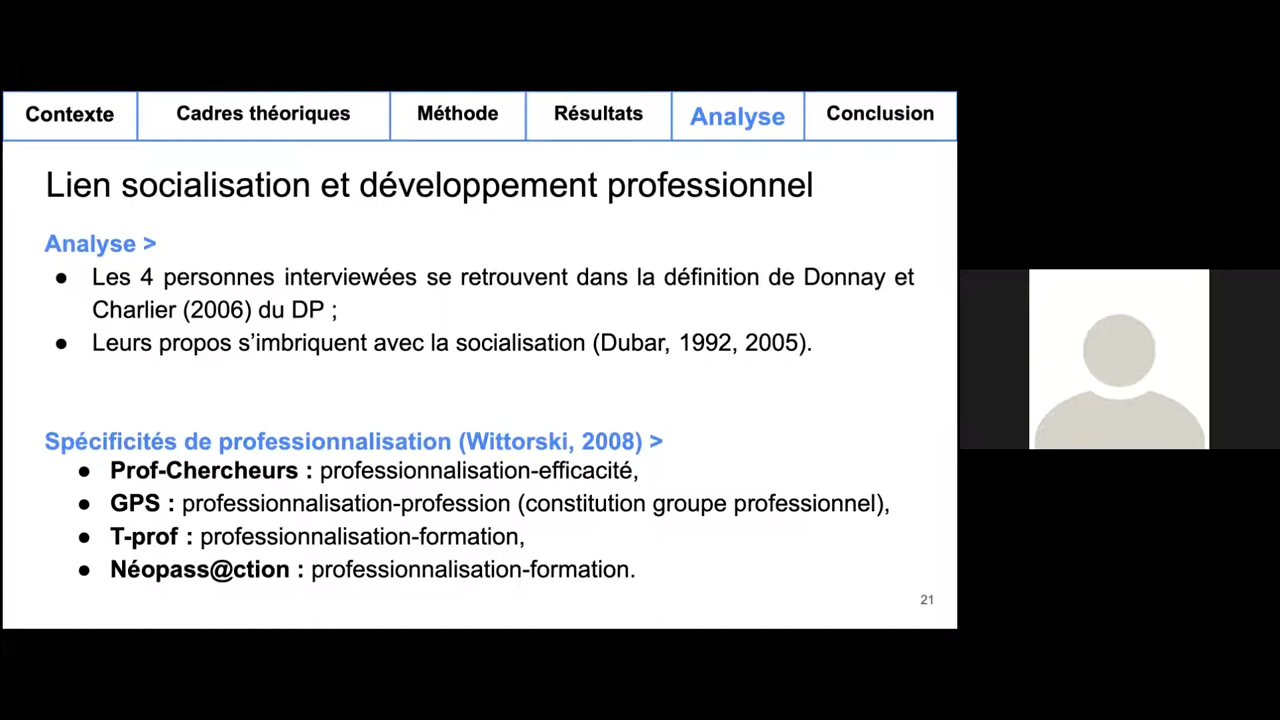 Contexte
Cadres théoriques
Méthode
Résultats
Analyse
Conclusion
Lien socialisation et développement professionnel
Analyse >
● Les 4 personnes interviewées se retrouvent dans la définition de Donnay et
Charlier (2006) du DP ;
● Leurs propos s’imbriquent avec la socialisation (Dubar, 1992, 2005).
Spécificités de professionnalisation (Wittorski, 2008) >
● Prof-Chercheurs : professionnalisation-efficacité,
● GPS : professionnalisation-profession (constitution groupe professionnel),
● T-prof : professionnalisation-formation,
● Néopass@ction : professionnalisation-formation.
21